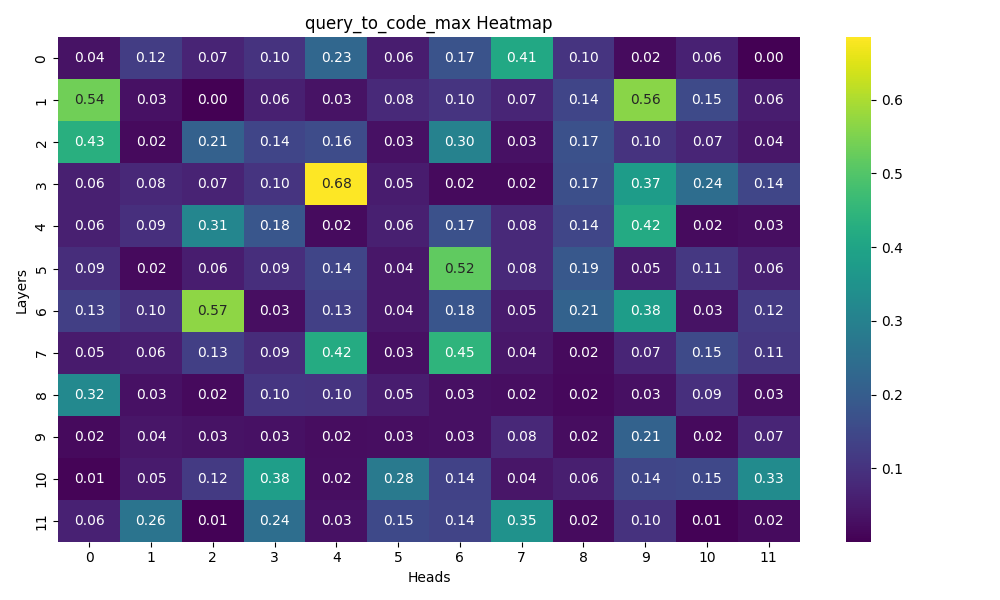 query_to_code_max Heatmap
0 0.04 0.12 0.07 0.10 0.23 0.06 0.17 0.41 0.10 0.02 0.06 0.00
1 0.54 0.03 0.00 0.06 0.03 0.08 0.10 0.07 0.14 0.56 0.15 0.06
2 0.43 0.02 0.21 0.14 0.16 0.03 0.30 0.03 0.17 0.10 0.07 0.04
3 0.06 0.08 0.07 0.10 0.68 0.05 0.02 0.02 0.17 0.37 0.24 0.14
4 0.06 0.09 0.31 0.18 0.02 0.06 0.17 0.08 0.14 0.42 0.02 0.03
5 0.09 0.02 0.06 0.09 0.14 0.04 0.52 0.08 0.19 0.05 0.11 0.06
6 0.13 0.10 0.57 0.03 0.13 0.04 0.18 0.05 0.21 0.38 0.03 0.12
7 0.05 0.06 0.13 0.09 0.42 0.03 0.45 0.04 0.02 0.07 0.15 0.11
8 0.32 0.03 0.02 0.10 0.10 0.05 0.03 0.02 0.02 0.03 0.09 0.03
9 0.02 0.04 0.03 0.03 0.02 0.03 0.03 0.08 0.02 0.21 0.02 0.07
10 0.01 0.05 0.12 0.38 0.02 0.28 0.14 0.04 0.06 0.14 0.15 0.33
11 0.06 0.26 0.01 0.24 0.03 0.15 0.14 0.35 0.02 0.10 0.01 0.02
0 1 2 3 4 5 6 7 8 9 10 11
Heads
Layers
0.6
0.5
0.4
0.3
0.2
0.1